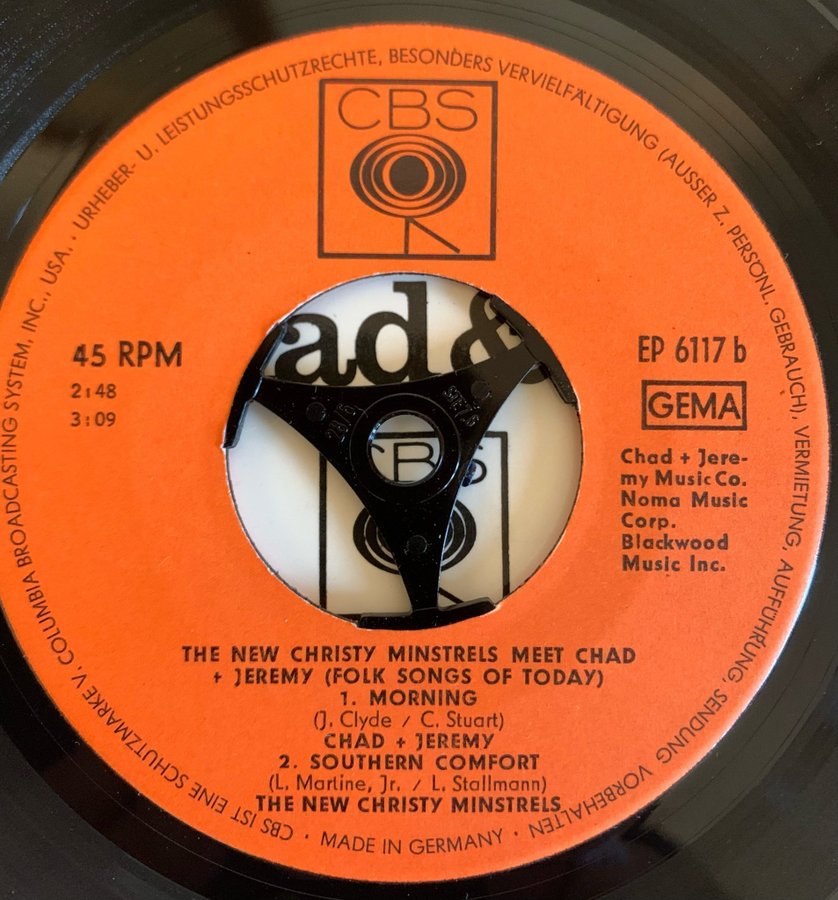 URHEBER- U. LEISTUNGSSCHUTZRECHTE, BESONDERS VERVIELFÄLTIGUNG (AUSSER Z. PERSÖNL. GEBRAUCH), VERMIETUNG, AUFFÜHRUNG, SENDUNG VORBEHALTEN · MADE IN GERMANY · CBS IST EINE SCHUTZMARKE V. COLUMBIA BROADCASTING SYSTEM, INC., USA. ·
CBS
45 RPM
2:48
3:09
EP 6117 b
GEMA
Chad + Jere-
my Music Co.
Noma Music
Corp.
Blackwood
Music Inc.
ad &
CBS
THE NEW CHRISTY MINSTRELS MEET CHAD
+ JEREMY (FOLK SONGS OF TODAY)
1. MORNING
(J. Clyde / C. Stuart)
CHAD + JEREMY
2. SOUTHERN COMFORT
(L. Martine, Jr. / L. Stallmann)
THE NEW CHRISTY MINSTRELS